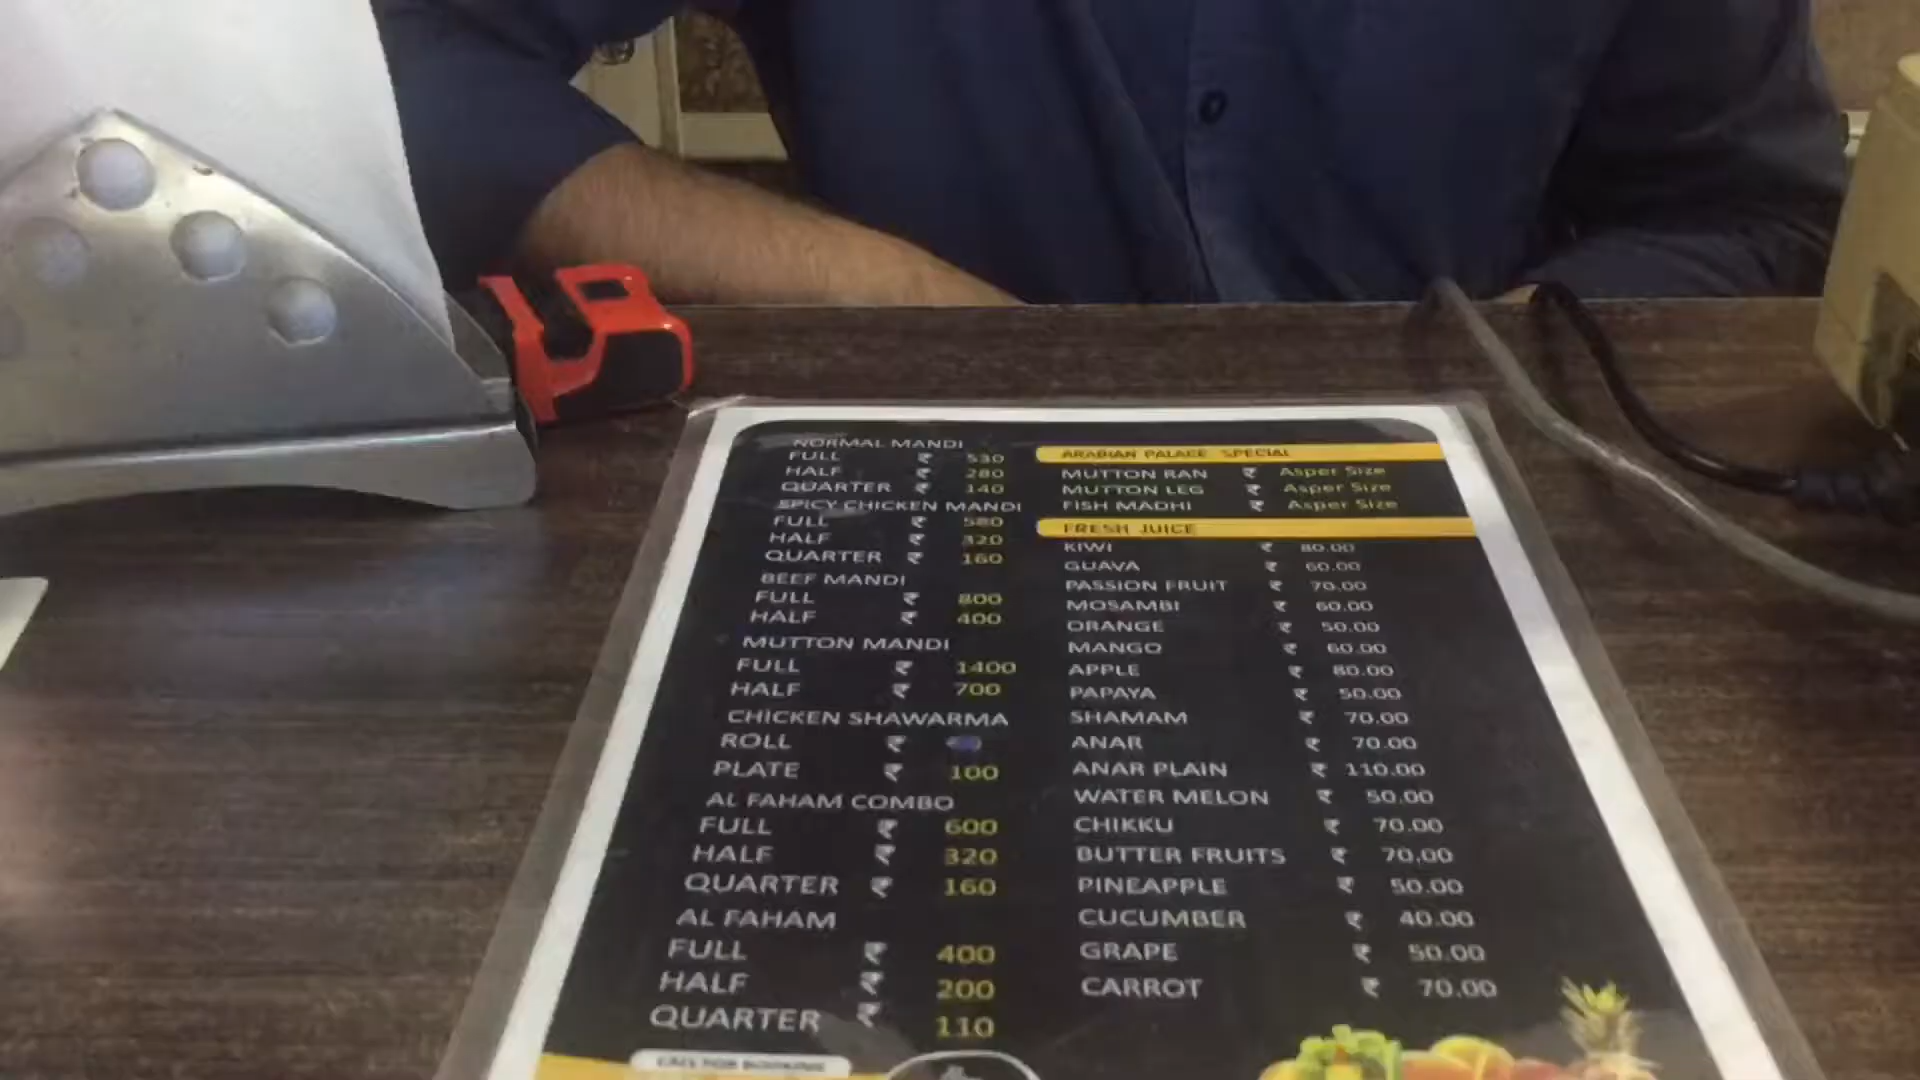 NORMAL MANDI
FULL ₹ 530
HALF ₹ 280
QUARTER ₹ 140
SPICY CHICKEN MANDI
FULL ₹ 580
HALF ₹ 320
QUARTER ₹ 160
BEEF MANDI
FULL ₹ 800
HALF ₹ 400
MUTTON MANDI
FULL ₹ 1400
HALF ₹ 700
CHICKEN SHAWARMA
ROLL ₹
PLATE ₹ 100
AL FAHAM COMBO
FULL ₹ 600
HALF ₹ 320
QUARTER ₹ 160
AL FAHAM
FULL ₹ 400
HALF ₹ 200
QUARTER ₹ 110
CALL FOR BOOKING
ARABIAN PALACE SPECIAL
MUTTON RAN ₹ Asper Size
MUTTON LEG ₹ Asper Size
FISH MADHI ₹ Asper Size
FRESH JUICE
KIWI ₹ 80.00
GUAVA ₹ 60.00
PASSION FRUIT ₹ 70.00
MOSAMBI ₹ 60.00
ORANGE ₹ 50.00
MANGO ₹ 60.00
APPLE ₹ 80.00
PAPAYA ₹ 50.00
SHAMAM ₹ 70.00
ANAR ₹ 70.00
ANAR PLAIN ₹ 110.00
WATER MELON ₹ 50.00
CHIKKU ₹ 70.00
BUTTER FRUITS ₹ 70.00
PINEAPPLE ₹ 50.00
CUCUMBER ₹ 40.00
GRAPE ₹ 50.00
CARROT ₹ 70.00